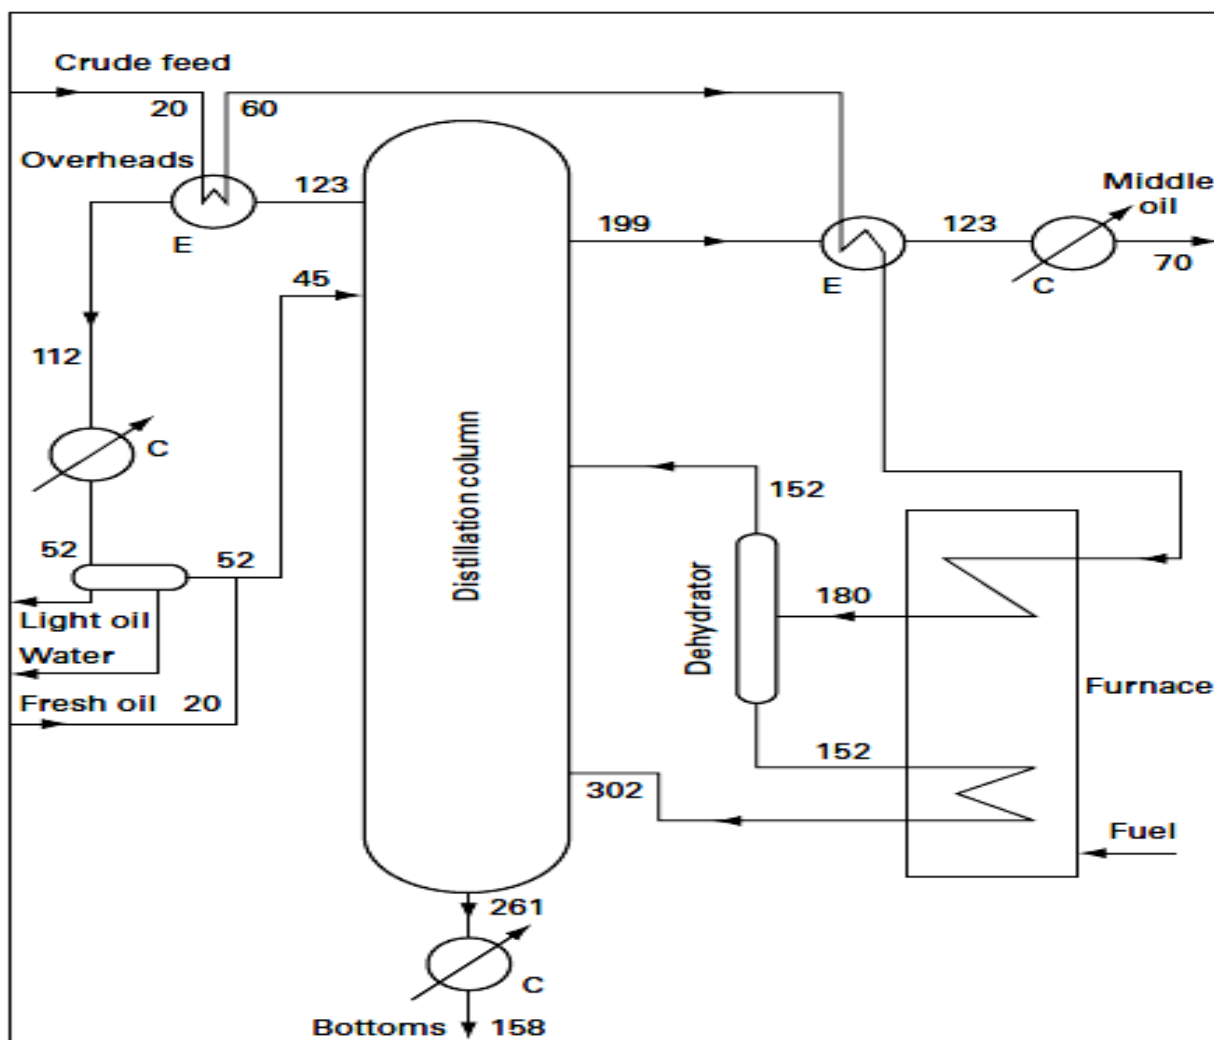 Crude feed
20 60
Overheads
123
E
199
Middle
oil
123
70
E
C
45
112
C
Distillation column
152
52
52
Light oil
Water
Fresh oil 20
Dehydrator
180
Furnace
152
302
Fuel
261
C
Bottoms
158